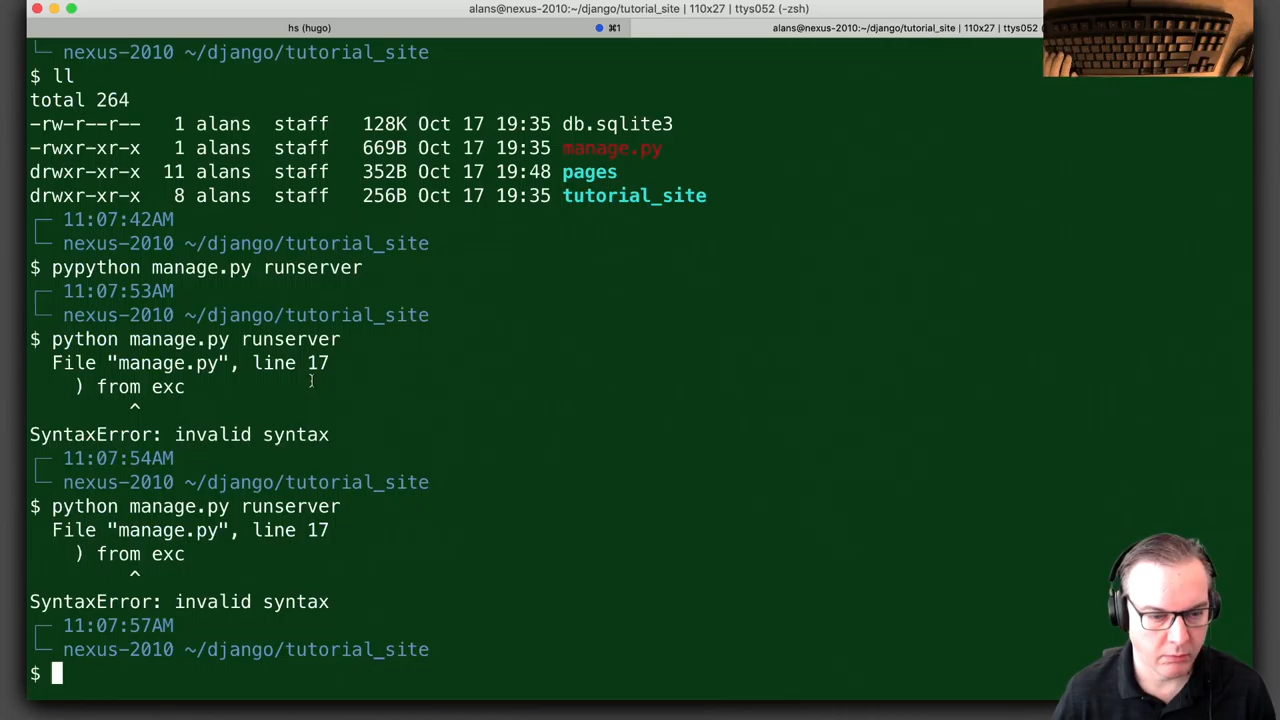 alans@nexus-2010:~/django/tutorial_site | 110x27 | ttys052 (-zsh)
hs (hugo)
⌘1
alans@nexus-2010:~/django/tutorial_site | 110x27 | ttys052 (-zsh)
└─ nexus-2010 ~/django/tutorial_site
$ ll
total 264
-rw-r--r-- 1 alans staff 128K Oct 17 19:35 db.sqlite3
-rwxr-xr-x 1 alans staff 669B Oct 17 19:35 manage.py
drwxr-xr-x 11 alans staff 352B Oct 17 19:48 pages
drwxr-xr-x 8 alans staff 256B Oct 17 19:35 tutorial_site
┌─ 11:07:42AM
└─ nexus-2010 ~/django/tutorial_site
$ pypython manage.py runserver
┌─ 11:07:53AM
└─ nexus-2010 ~/django/tutorial_site
$ python manage.py runserver
File "manage.py", line 17
) from exc
^
SyntaxError: invalid syntax
┌─ 11:07:54AM
└─ nexus-2010 ~/django/tutorial_site
$ python manage.py runserver
File "manage.py", line 17
) from exc
^
SyntaxError: invalid syntax
┌─ 11:07:57AM
└─ nexus-2010 ~/django/tutorial_site
$